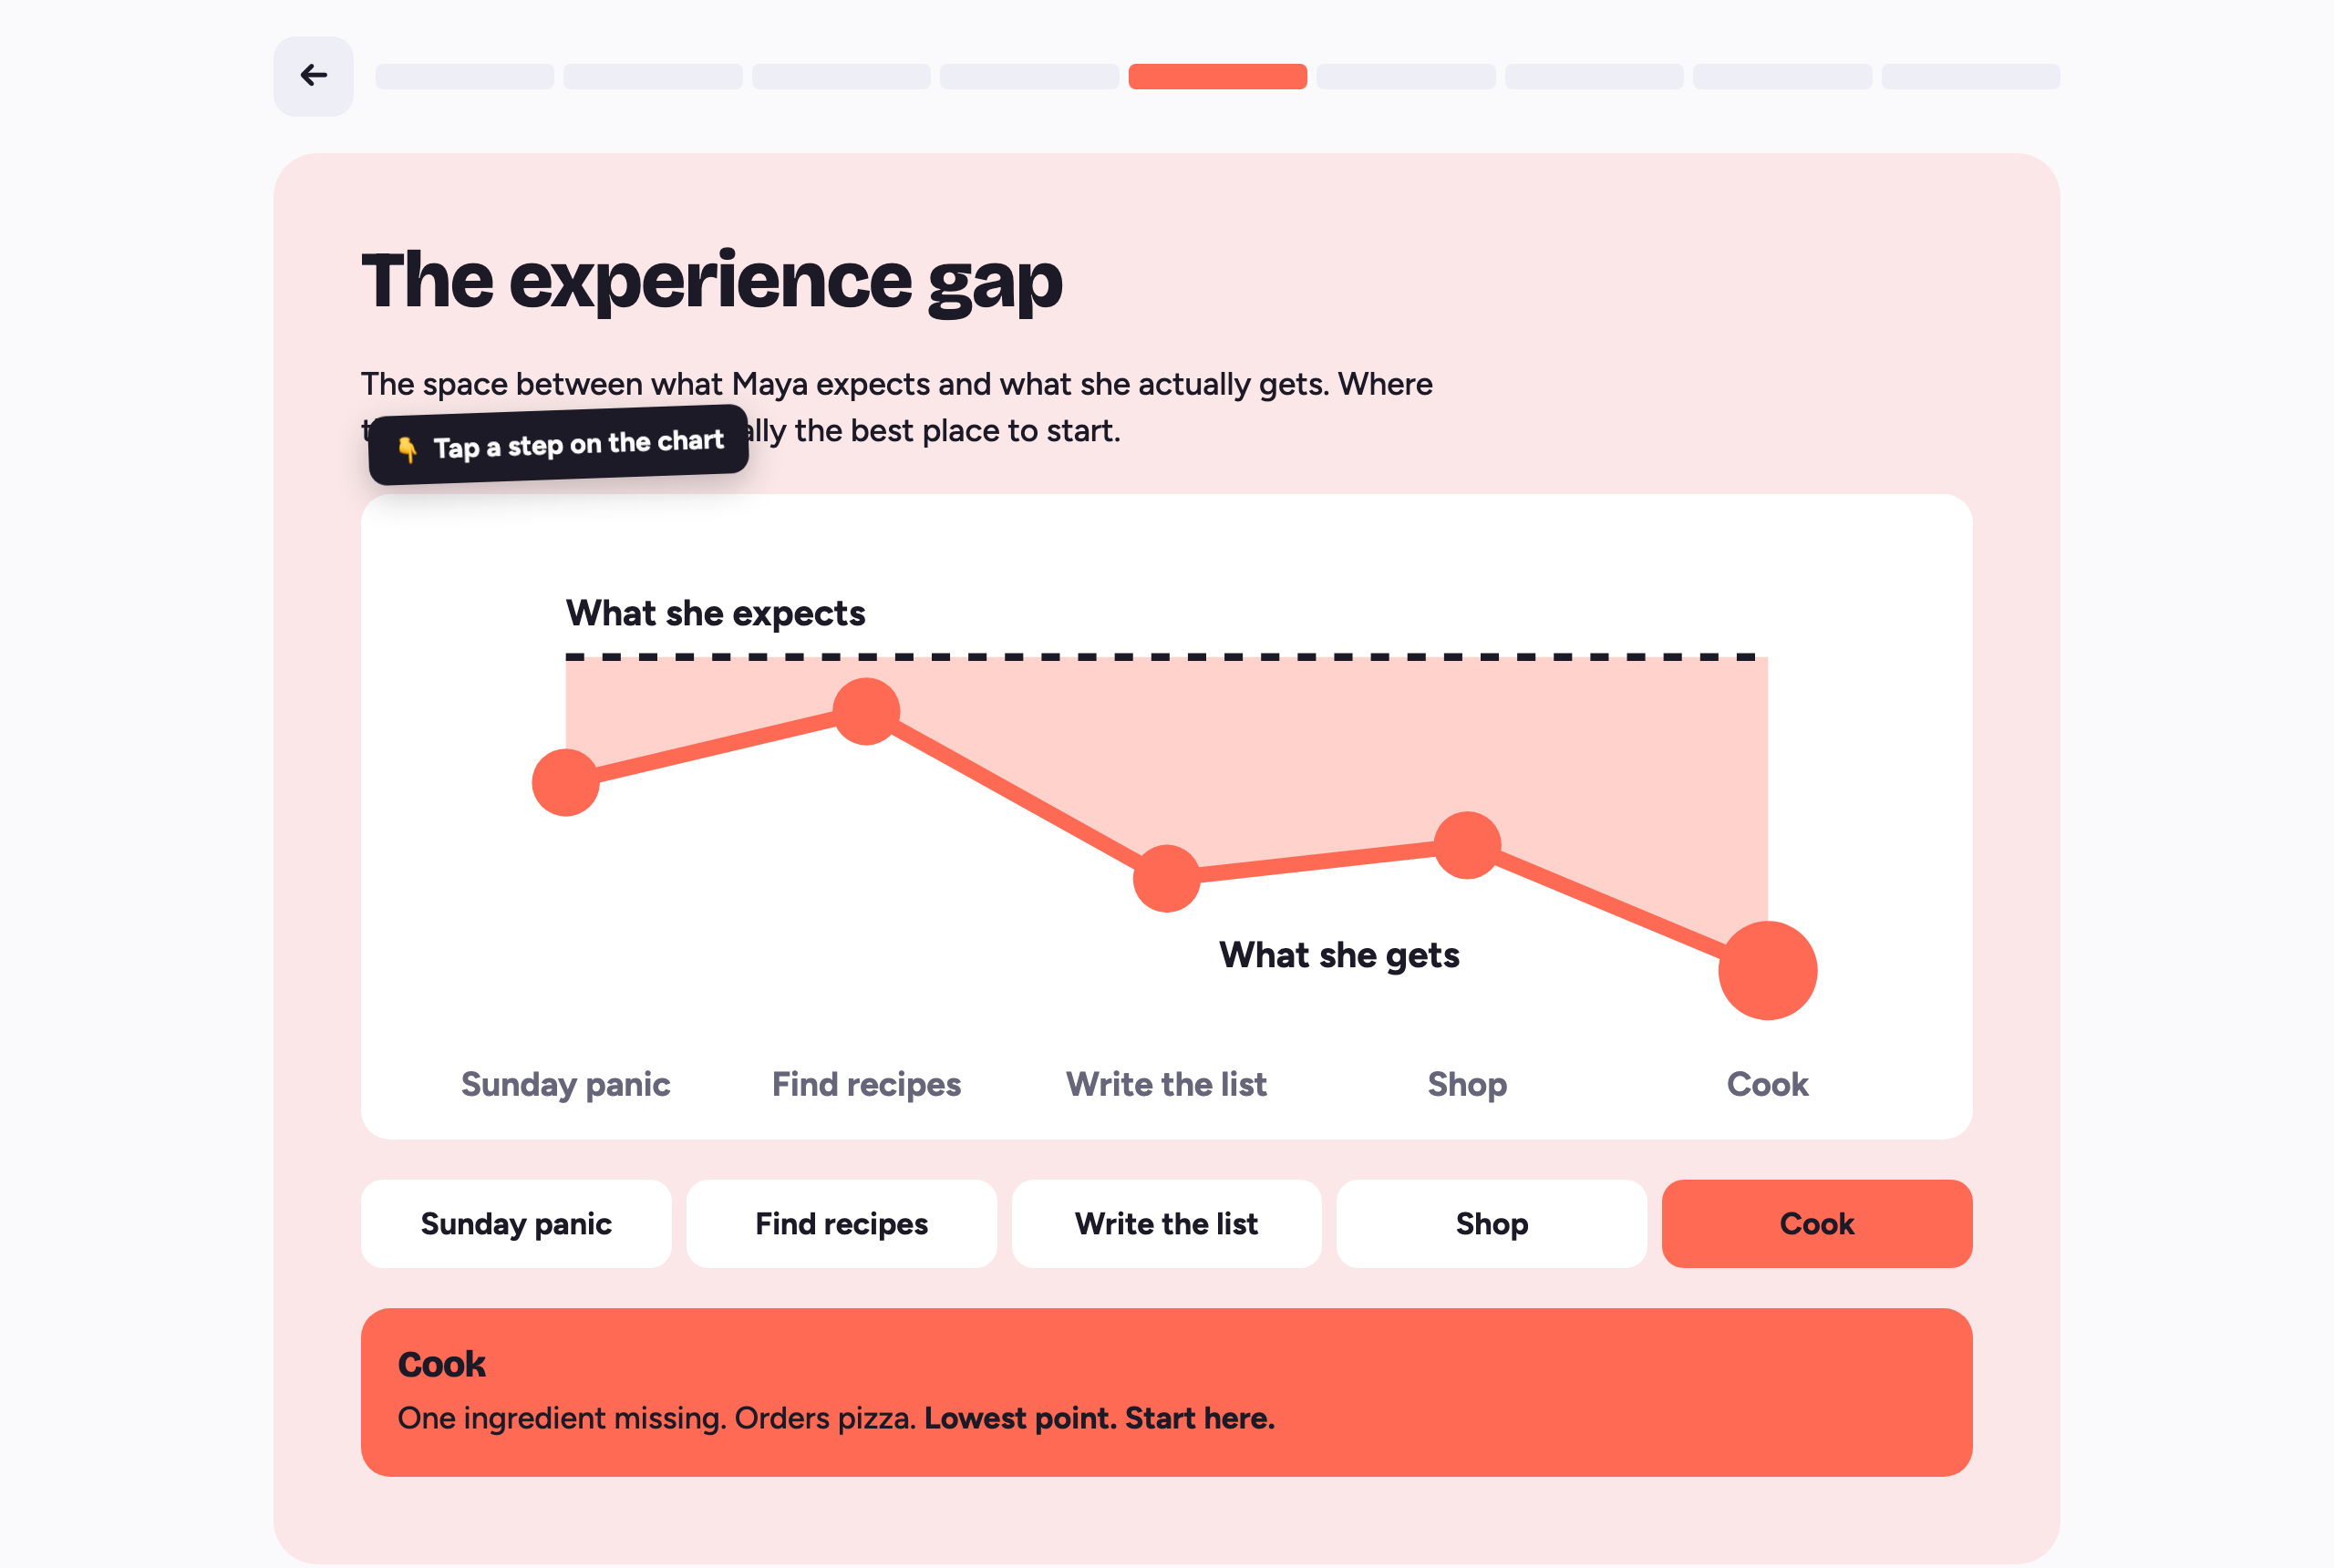 The experience gap
The space between what Maya expects and what she actually gets. Where
the best place to start.
👇 Tap a step on the chart
What she expects
What she gets
Sunday panic
Find recipes
Write the list
Shop
Cook
Sunday panic
Find recipes
Write the list
Shop
Cook
Cook
One ingredient missing. Orders pizza. Lowest point. Start here.